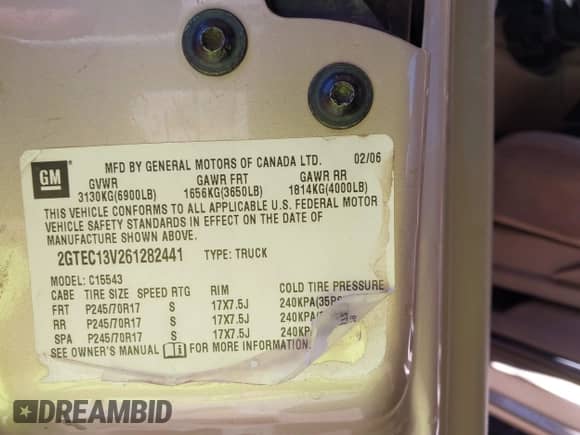 GM
MFD BY GENERAL MOTORS OF CANADA LTD. 02/06
GVWR GAWR FRT GAWR RR
3130KG(6900LB) 1656KG(3650LB) 1814KG(4000LB)
THIS VEHICLE CONFORMS TO ALL APPLICABLE U.S. FEDERAL MOTOR
VEHICLE SAFETY STANDARDS IN EFFECT ON THE DATE OF
MANUFACTURE SHOWN ABOVE.
2GTEC13V261282441 TYPE: TRUCK
MODEL: C15543
CABE TIRE SIZE SPEED RTG RIM COLD TIRE PRESSURE
FRT P245/70R17 S 17X7.5J 240KPA(35PS
RR P245/70R17 S 17X7.5J 240KPA(
SPA P245/70R17 S 17X7.5J 240KPA
SEE OWNER'S MANUAL FOR MORE INFORMATION.
DREAMBID